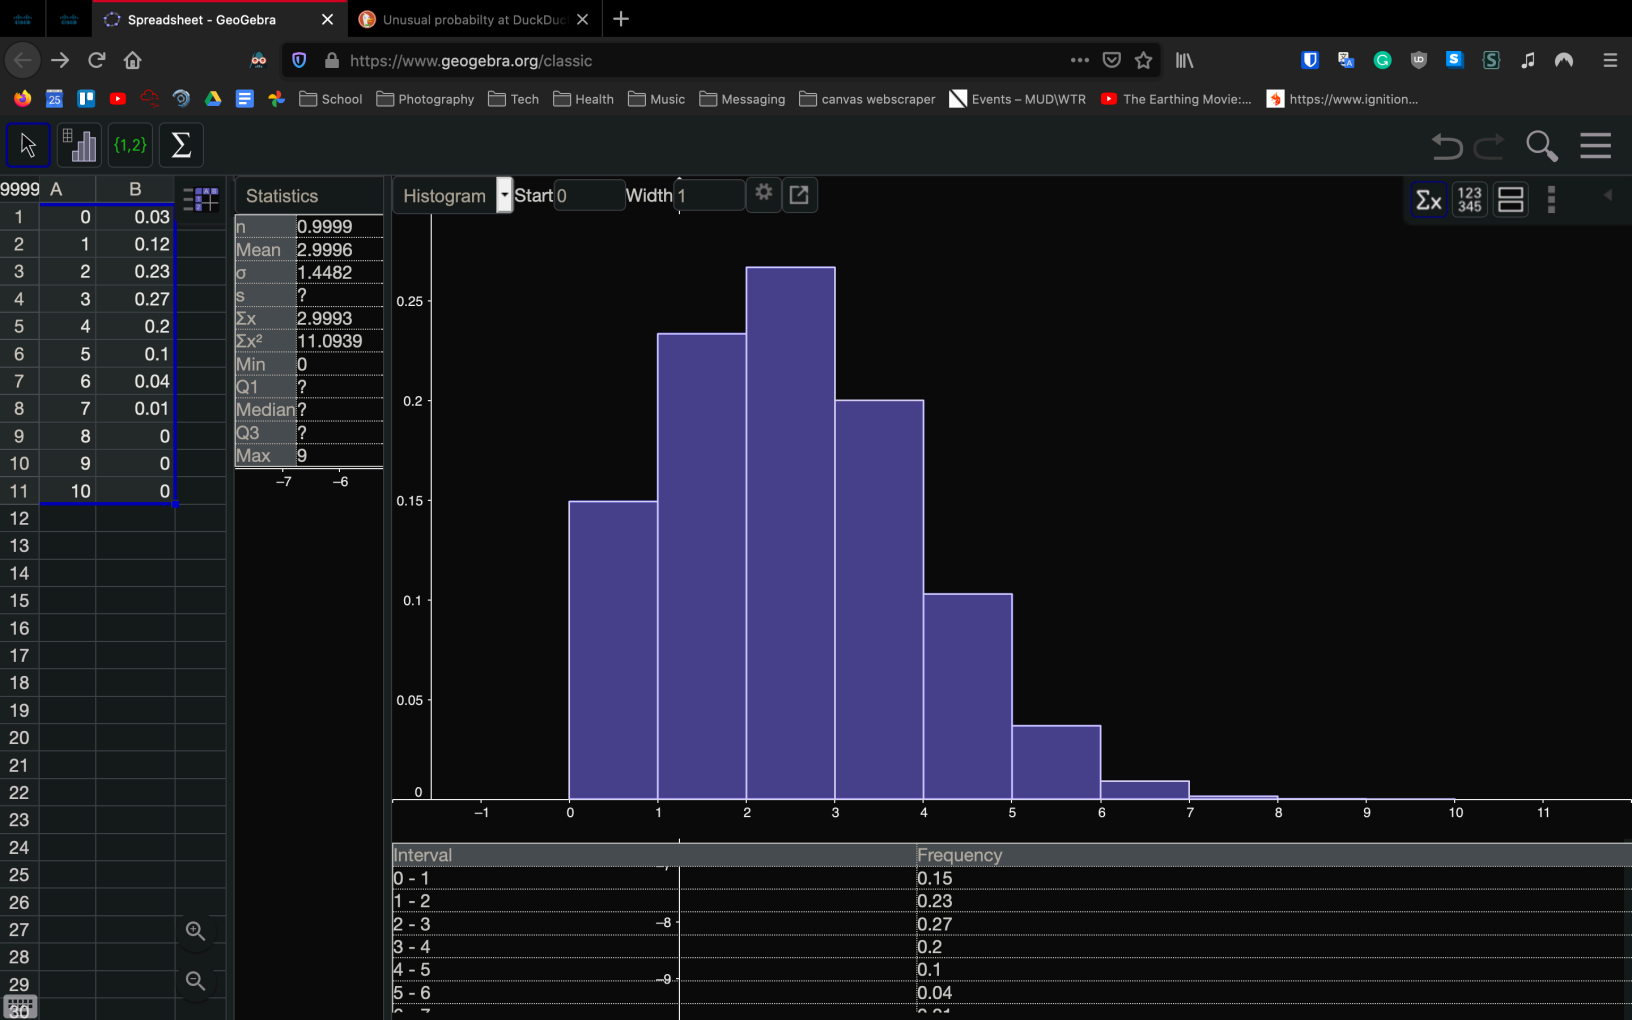 Spreadsheet - GeoGebra
Unusual probabilty at DuckDuc
https://www.geogebra.org/classic
25 School Photography Tech Health Music Messaging canvas webscraper Events – MUD\WTR The Earthing Movie:... https://www.ignition...
{1,2} Σ
9999 A B
1 0 0.03
2 1 0.12
3 2 0.23
4 3 0.27
5 4 0.2
6 5 0.1
7 6 0.04
8 7 0.01
9 8 0
10 9 0
11 10 0
12
13
14
15
16
17
18
19
20
21
22
23
24
25
26
27
28
29
30
Statistics
n 0.9999
Mean 2.9996
σ 1.4482
s ?
Σx 2.9993
Σx² 11.0939
Min 0
Q1 ?
Median ?
Q3 ?
Max 9
−7 −6
Histogram Start 0 Width 1
Σx 123 345
0.25
0.2
0.15
0.1
0.05
0
−1 0 1 2 3 4 5 6 7 8 9 10 11
Interval Frequency
0 - 1 0.15
1 - 2 0.23
2 - 3 0.27
3 - 4 0.2
4 - 5 0.1
5 - 6 0.04
−8
−9